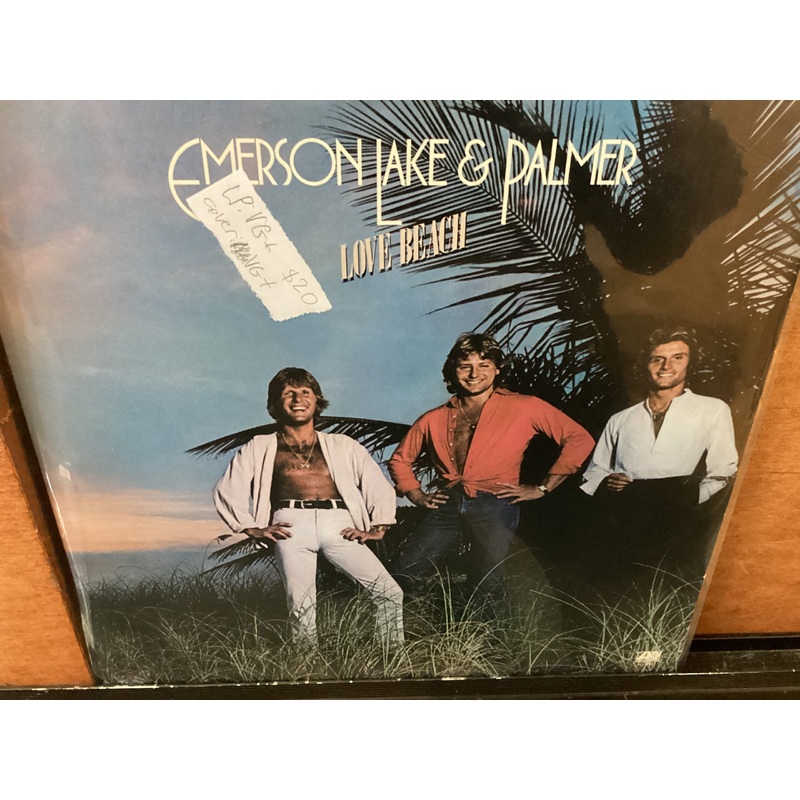 EMERSON LAKE & PALMER
LOVE BEACH
LP: VG+
cover: VG+
$20